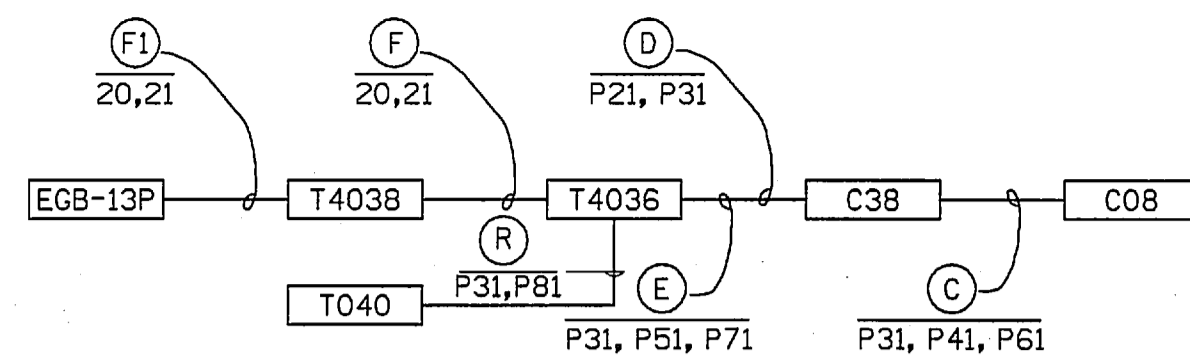 F1
F
D
20,21
20,21
P21, P31
EGB-13P
T4038
T4036
C38
C08
R
P31,P81
E
C
T040
P31, P51, P71
P31, P41, P61